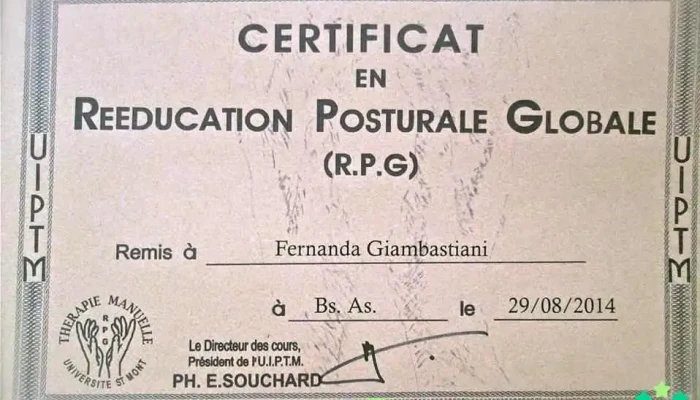 CERTIFICAT
EN
REEDUCATION POSTURALE GLOBALE
(R.P.G)
UIPTM
UIPTM
Remis à Fernanda Giambastiani
à Bs. As. le 29/08/2014
THERAPIE MANUELLE
RPG
UNIVERSITE ST MONT
Le Directeur des cours,
Président de l'U.I.P.T.M.
PH. E.SOUCHARD